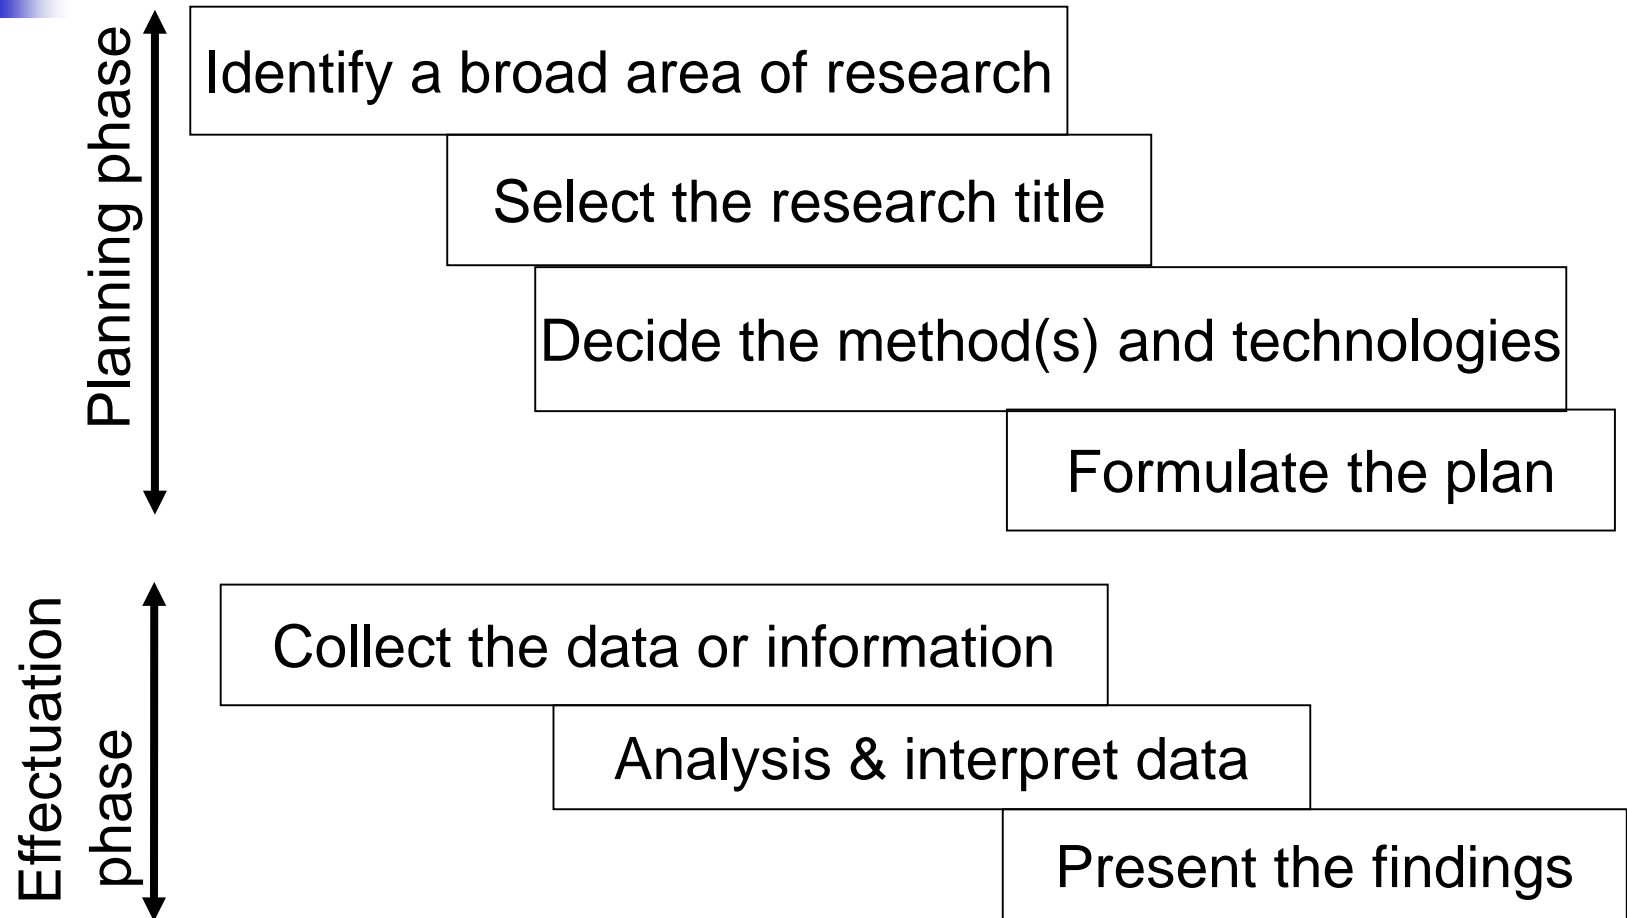 Planning phase
Identify a broad area of research
Select the research title
Decide the method(s) and technologies
Formulate the plan
Effectuation
phase
Collect the data or information
Analysis & interpret data
Present the findings